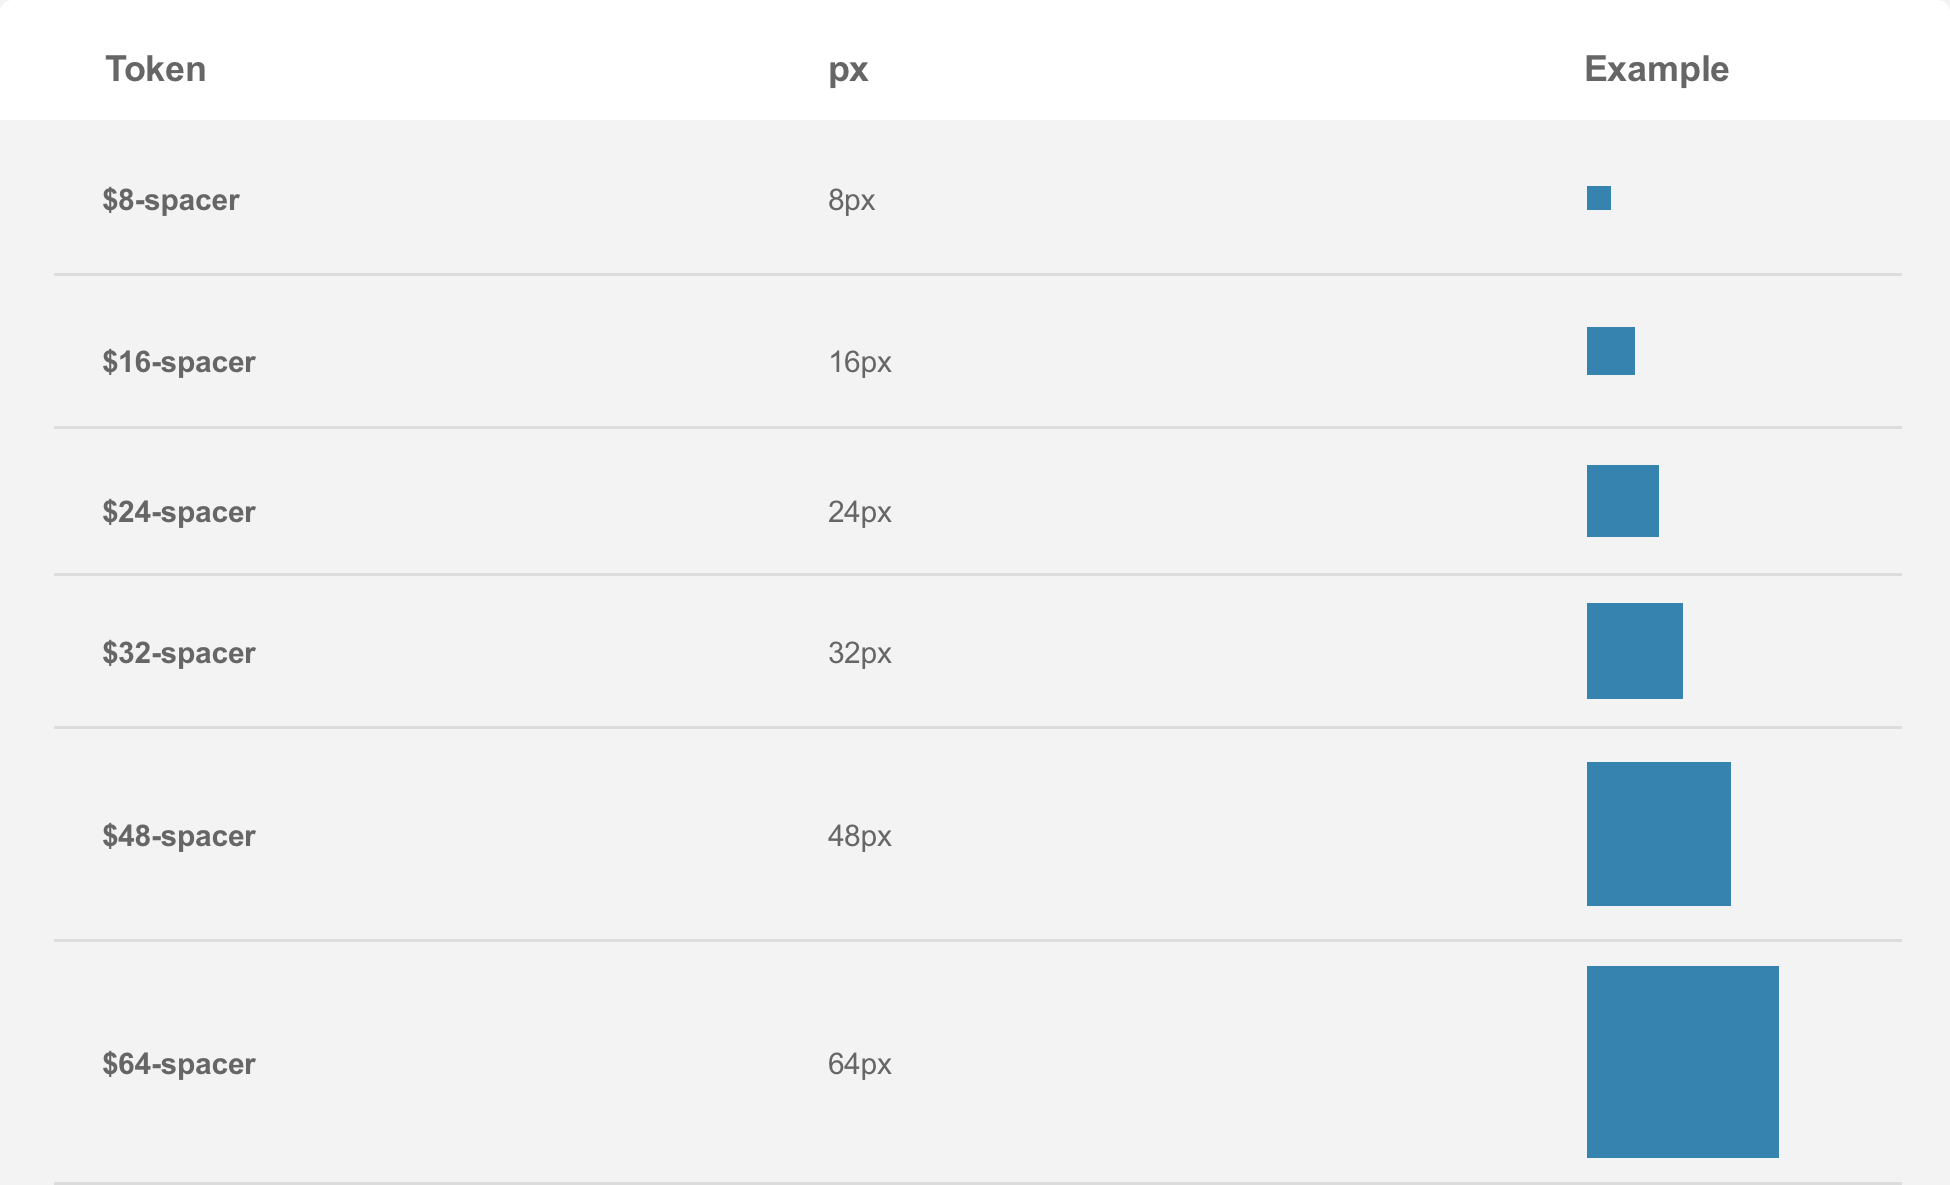 Token px Example
$8-spacer 8px
$16-spacer 16px
$24-spacer 24px
$32-spacer 32px
$48-spacer 48px
$64-spacer 64px